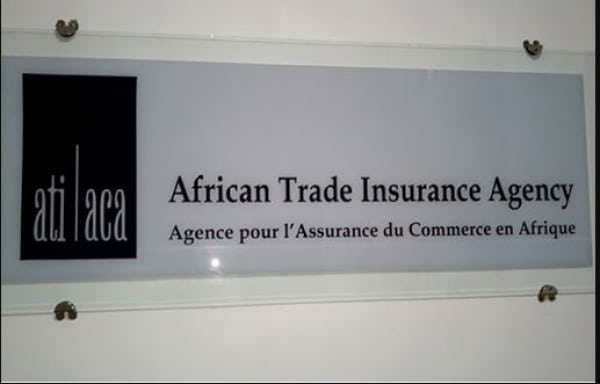 ati | aca
African Trade Insurance Agency
Agence pour l'Assurance du Commerce en Afrique